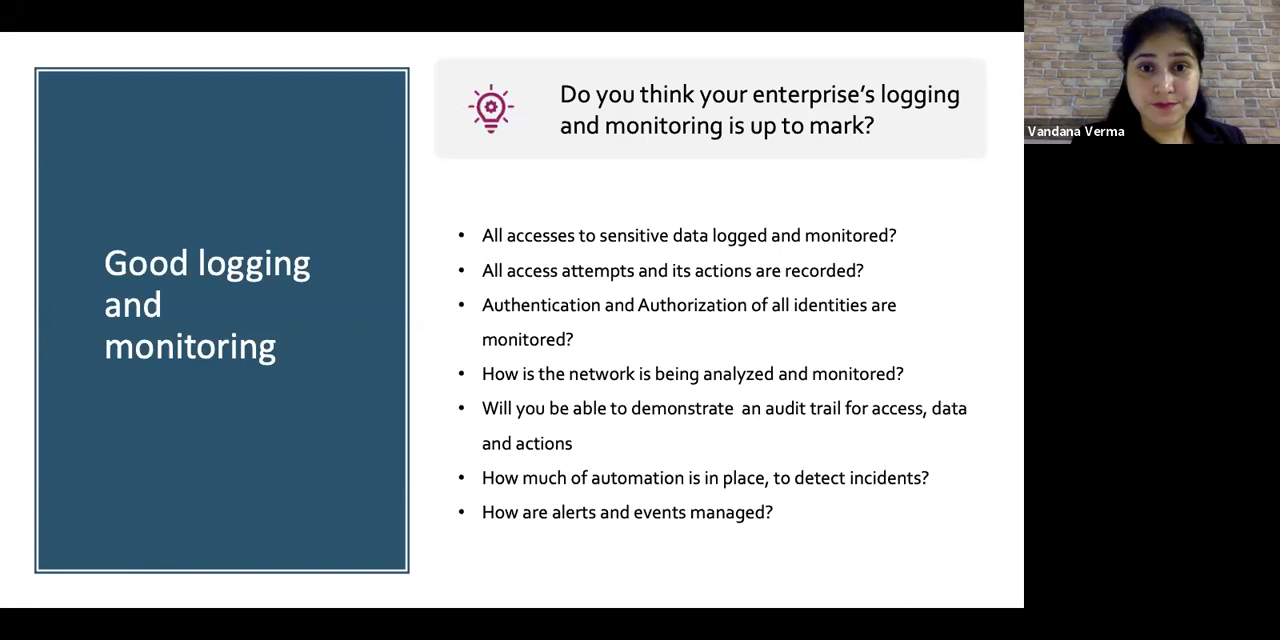 Good logging
and
monitoring
Do you think your enterprise's logging
and monitoring is up to mark?
• All accesses to sensitive data logged and monitored?
• All access attempts and its actions are recorded?
• Authentication and Authorization of all identities are
monitored?
• How is the network is being analyzed and monitored?
• Will you be able to demonstrate  an audit trail for access, data
and actions
• How much of automation is in place, to detect incidents?
• How are alerts and events managed?
Vandana Verma